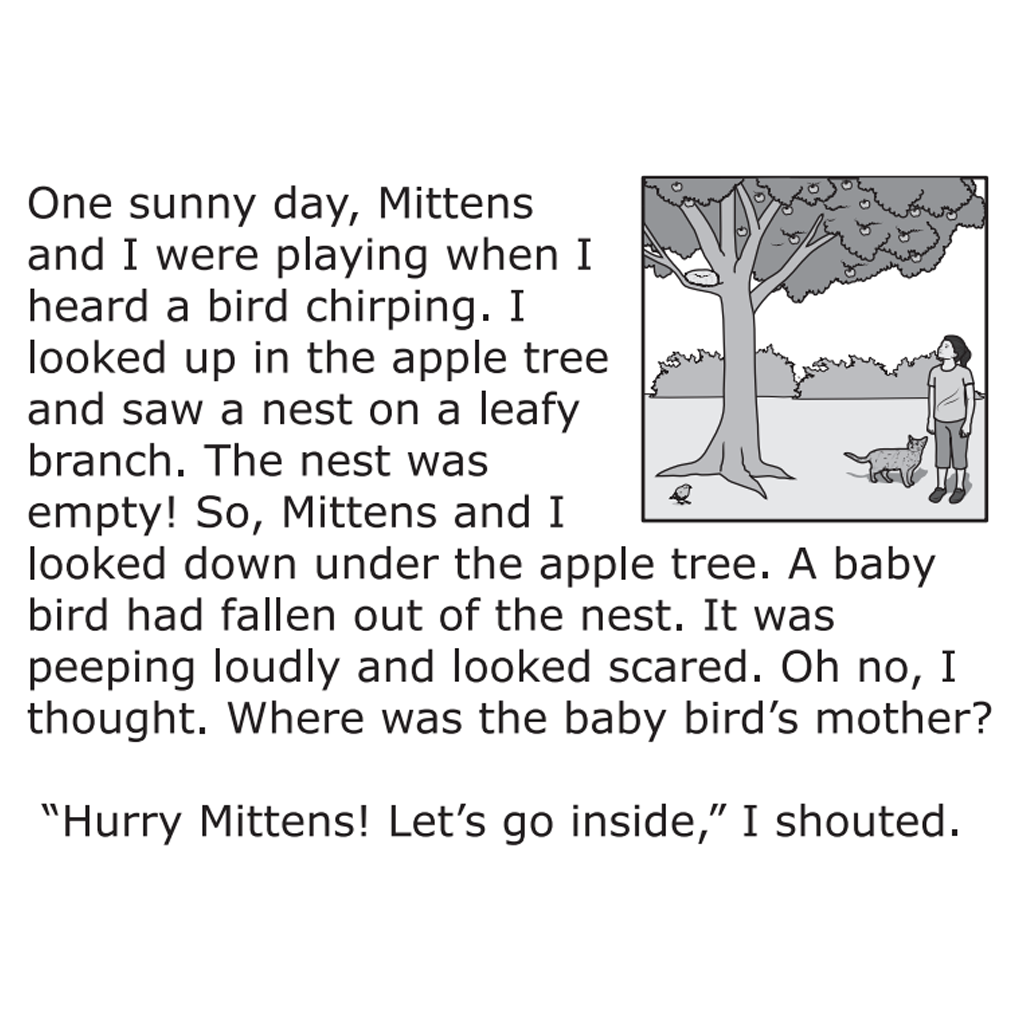 One sunny day, Mittens
and I were playing when I
heard a bird chirping. I
looked up in the apple tree
and saw a nest on a leafy
branch. The nest was
empty! So, Mittens and I
looked down under the apple tree. A baby
bird had fallen out of the nest. It was
peeping loudly and looked scared. Oh no, I
thought. Where was the baby bird’s mother?
“Hurry Mittens! Let’s go inside,” I shouted.